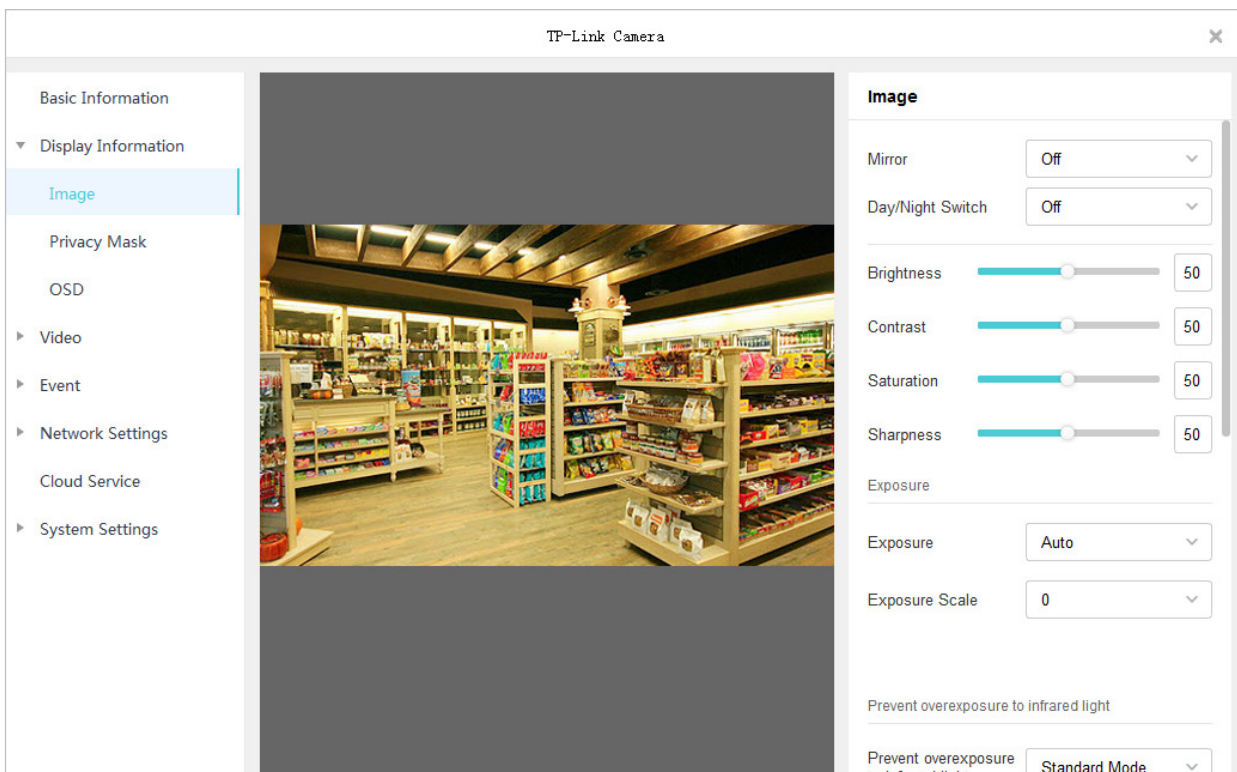 TP-Link Camera
Basic Information
Display Information
Image
Privacy Mask
OSD
Video
Event
Network Settings
Cloud Service
System Settings
Image
Mirror Off
Day/Night Switch Off
Brightness 50
Contrast 50
Saturation 50
Sharpness 50
Exposure
Exposure Auto
Exposure Scale 0
Prevent overexposure to infrared light
Prevent overexposure
Standard Mode